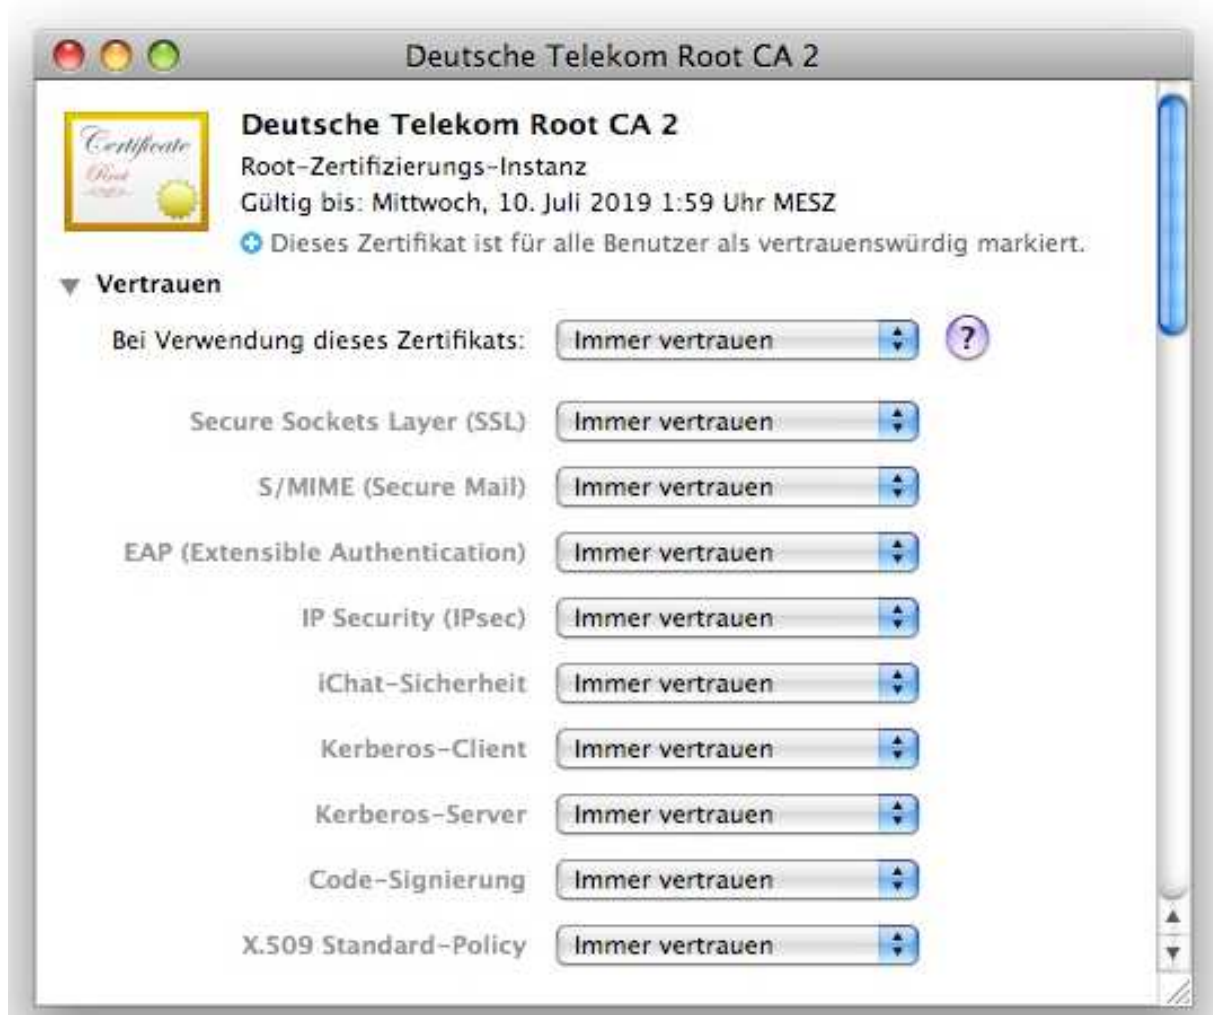 Deutsche Telekom Root CA 2
Certificate
Root
Deutsche Telekom Root CA 2
Root-Zertifizierungs-Instanz
Gültig bis: Mittwoch, 10. Juli 2019 1:59 Uhr MESZ
Dieses Zertifikat ist für alle Benutzer als vertrauenswürdig markiert.
Vertrauen
Bei Verwendung dieses Zertifikats: Immer vertrauen ?
Secure Sockets Layer (SSL) Immer vertrauen
S/MIME (Secure Mail) Immer vertrauen
EAP (Extensible Authentication) Immer vertrauen
IP Security (IPsec) Immer vertrauen
iChat-Sicherheit Immer vertrauen
Kerberos-Client Immer vertrauen
Kerberos-Server Immer vertrauen
Code-Signierung Immer vertrauen
X.509 Standard-Policy Immer vertrauen